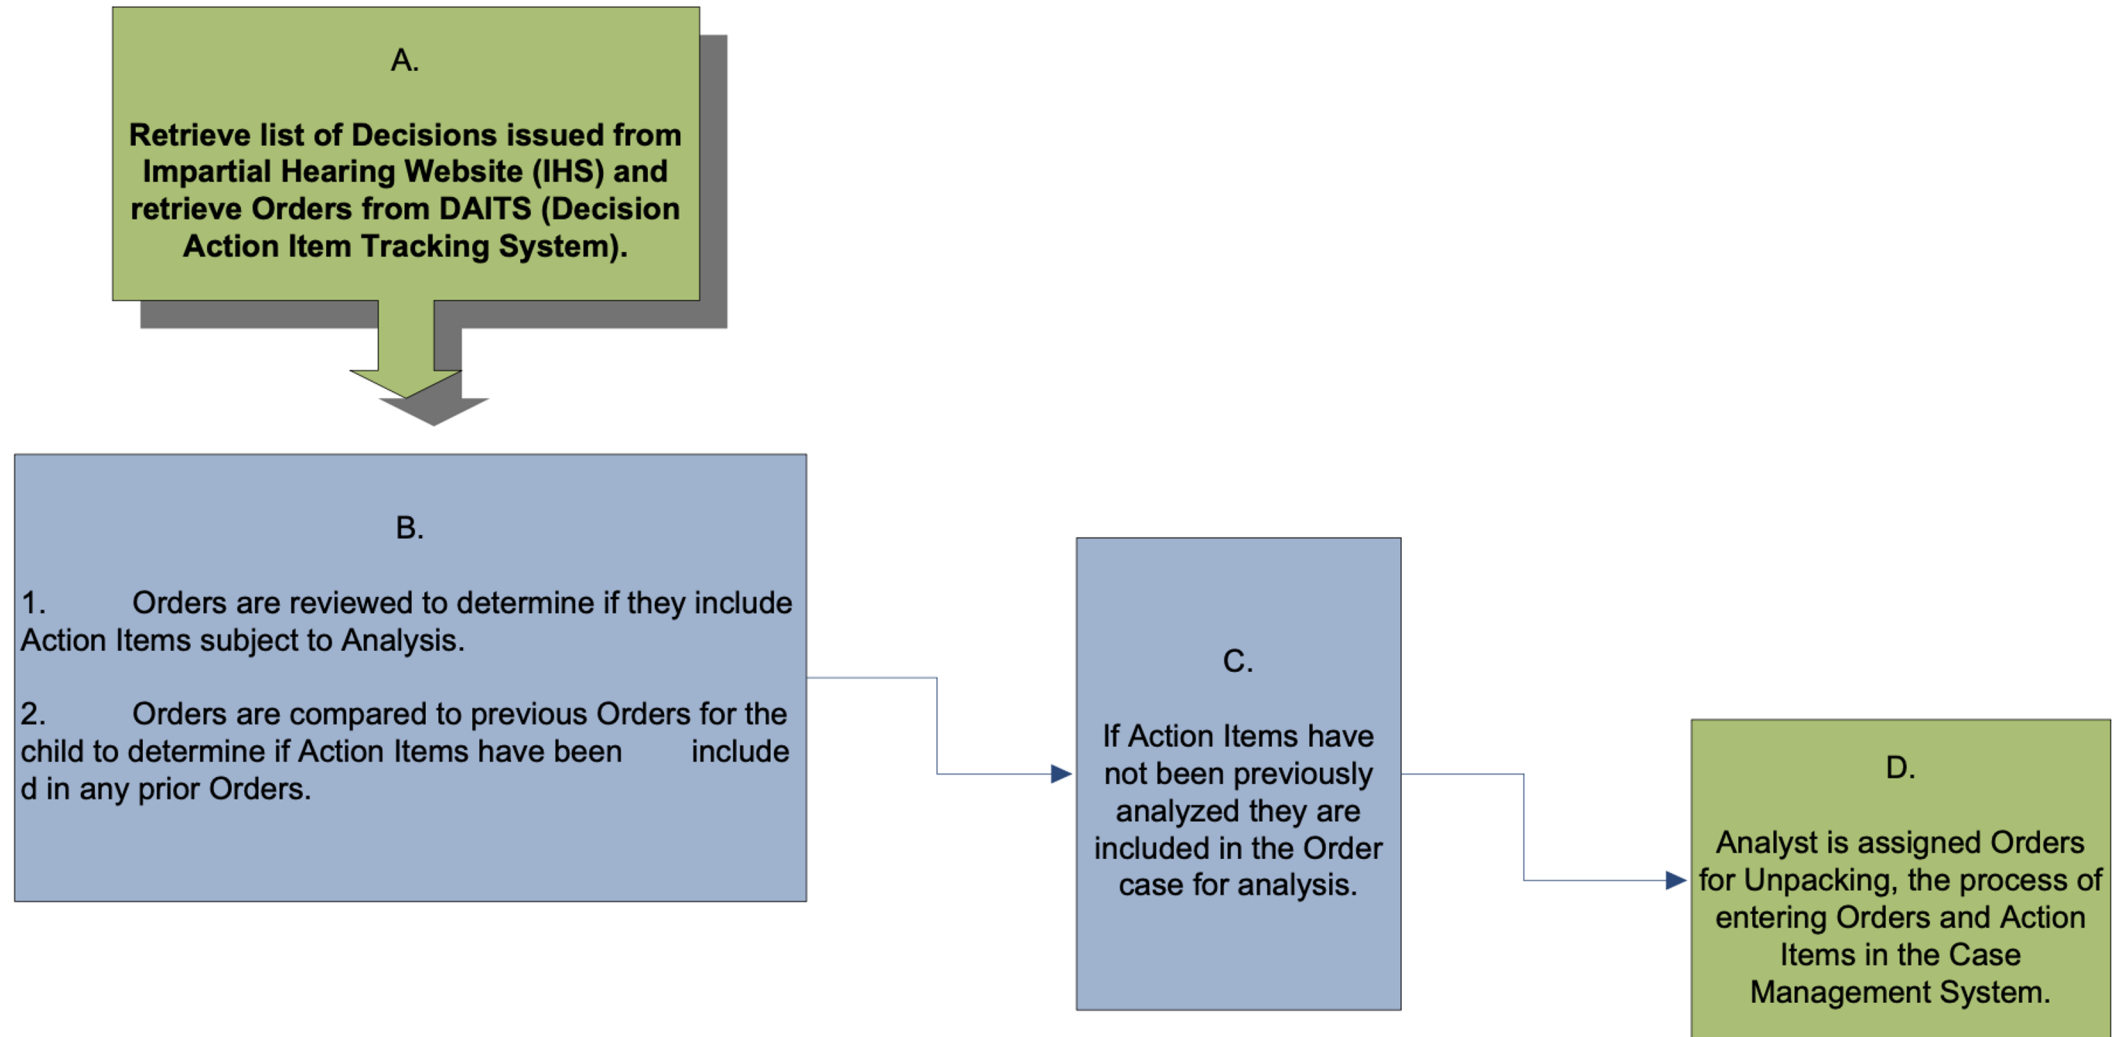 A.
Retrieve list of Decisions issued from
Impartial Hearing Website (IHS) and
retrieve Orders from DAITS (Decision
Action Item Tracking System).
B.
1. Orders are reviewed to determine if they include
Action Items subject to Analysis.
2. Orders are compared to previous Orders for the
child to determine if Action Items have been include
d in any prior Orders.
C.
If Action Items have
not been previously
analyzed they are
included in the Order
case for analysis.
D.
Analyst is assigned Orders
for Unpacking, the process of
entering Orders and Action
Items in the Case
Management System.